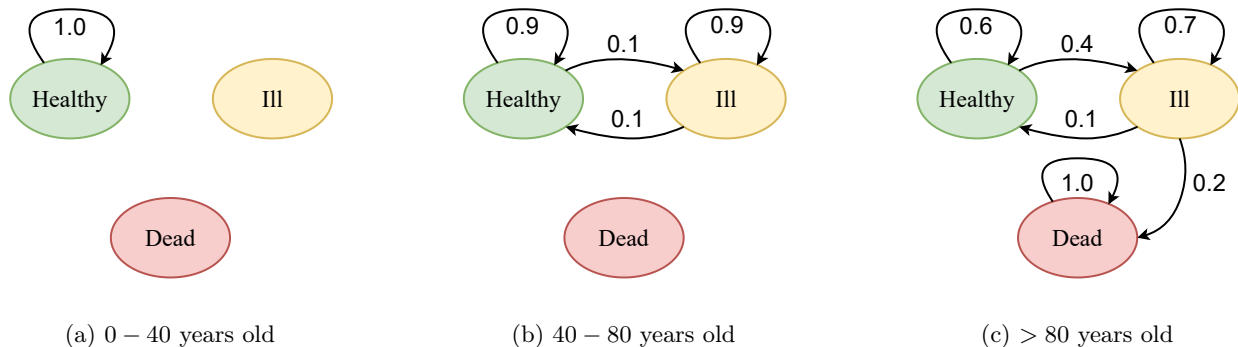 1.0
Healthy
Ill
Dead
(a) 0 – 40 years old
0.9
0.1
0.9
Healthy
Ill
0.1
Dead
(b) 40 – 80 years old
0.6
0.4
0.7
Healthy
Ill
0.1
1.0
0.2
Dead
(c) > 80 years old